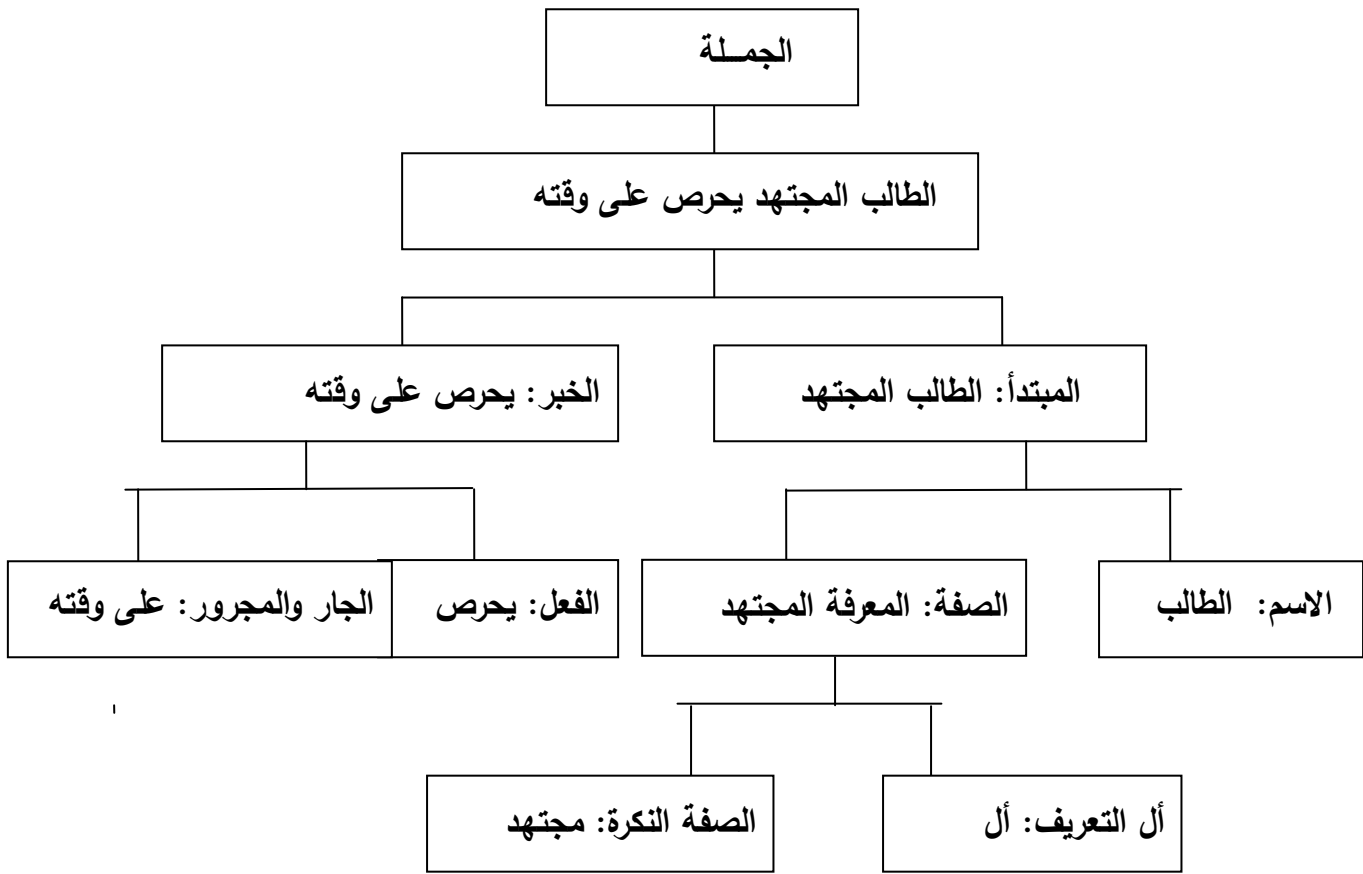 الجمـــلة
الطالب المجتهد يحرص على وقته
المبتدأ: الطالب المجتهد
الخبر: يحرص على وقته
الاسم: الطالب
الصفة: المعرفة المجتهد
الفعل: يحرص
الجار والمجرور: على وقته
أل التعريف: أل
الصفة النكرة: مجتهد